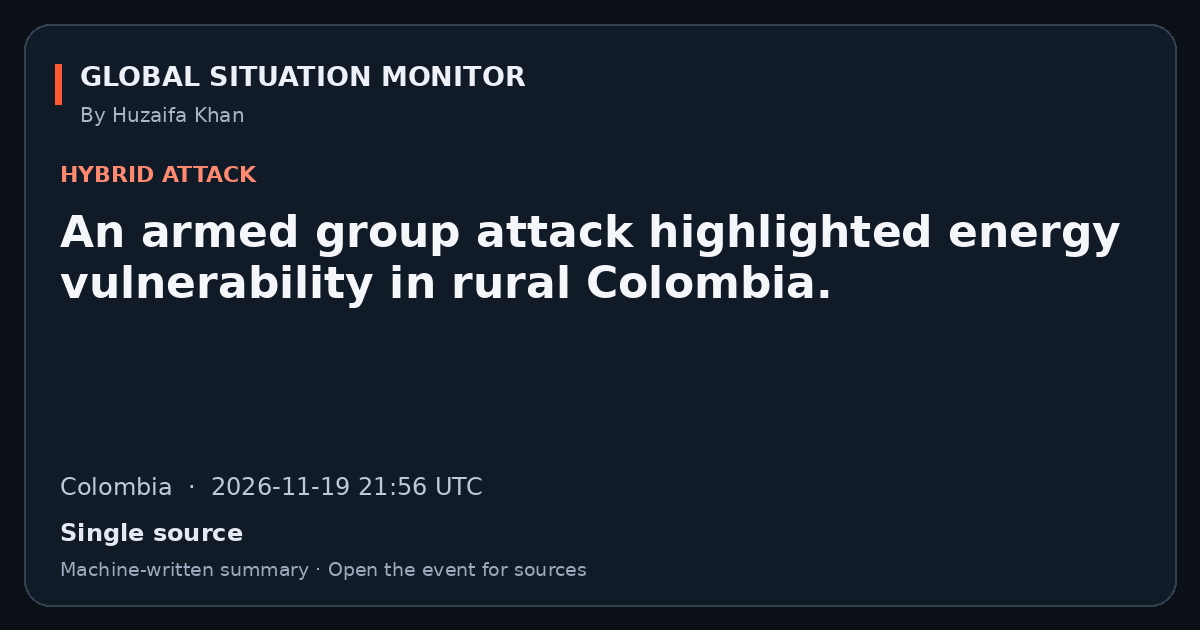 GLOBAL SITUATION MONITOR
By Huzaifa Khan
HYBRID ATTACK
An armed group attack highlighted energy
vulnerability in rural Colombia.
Colombia · 2026-11-19 21:56 UTC
Single source
Machine-written summary · Open the event for sources